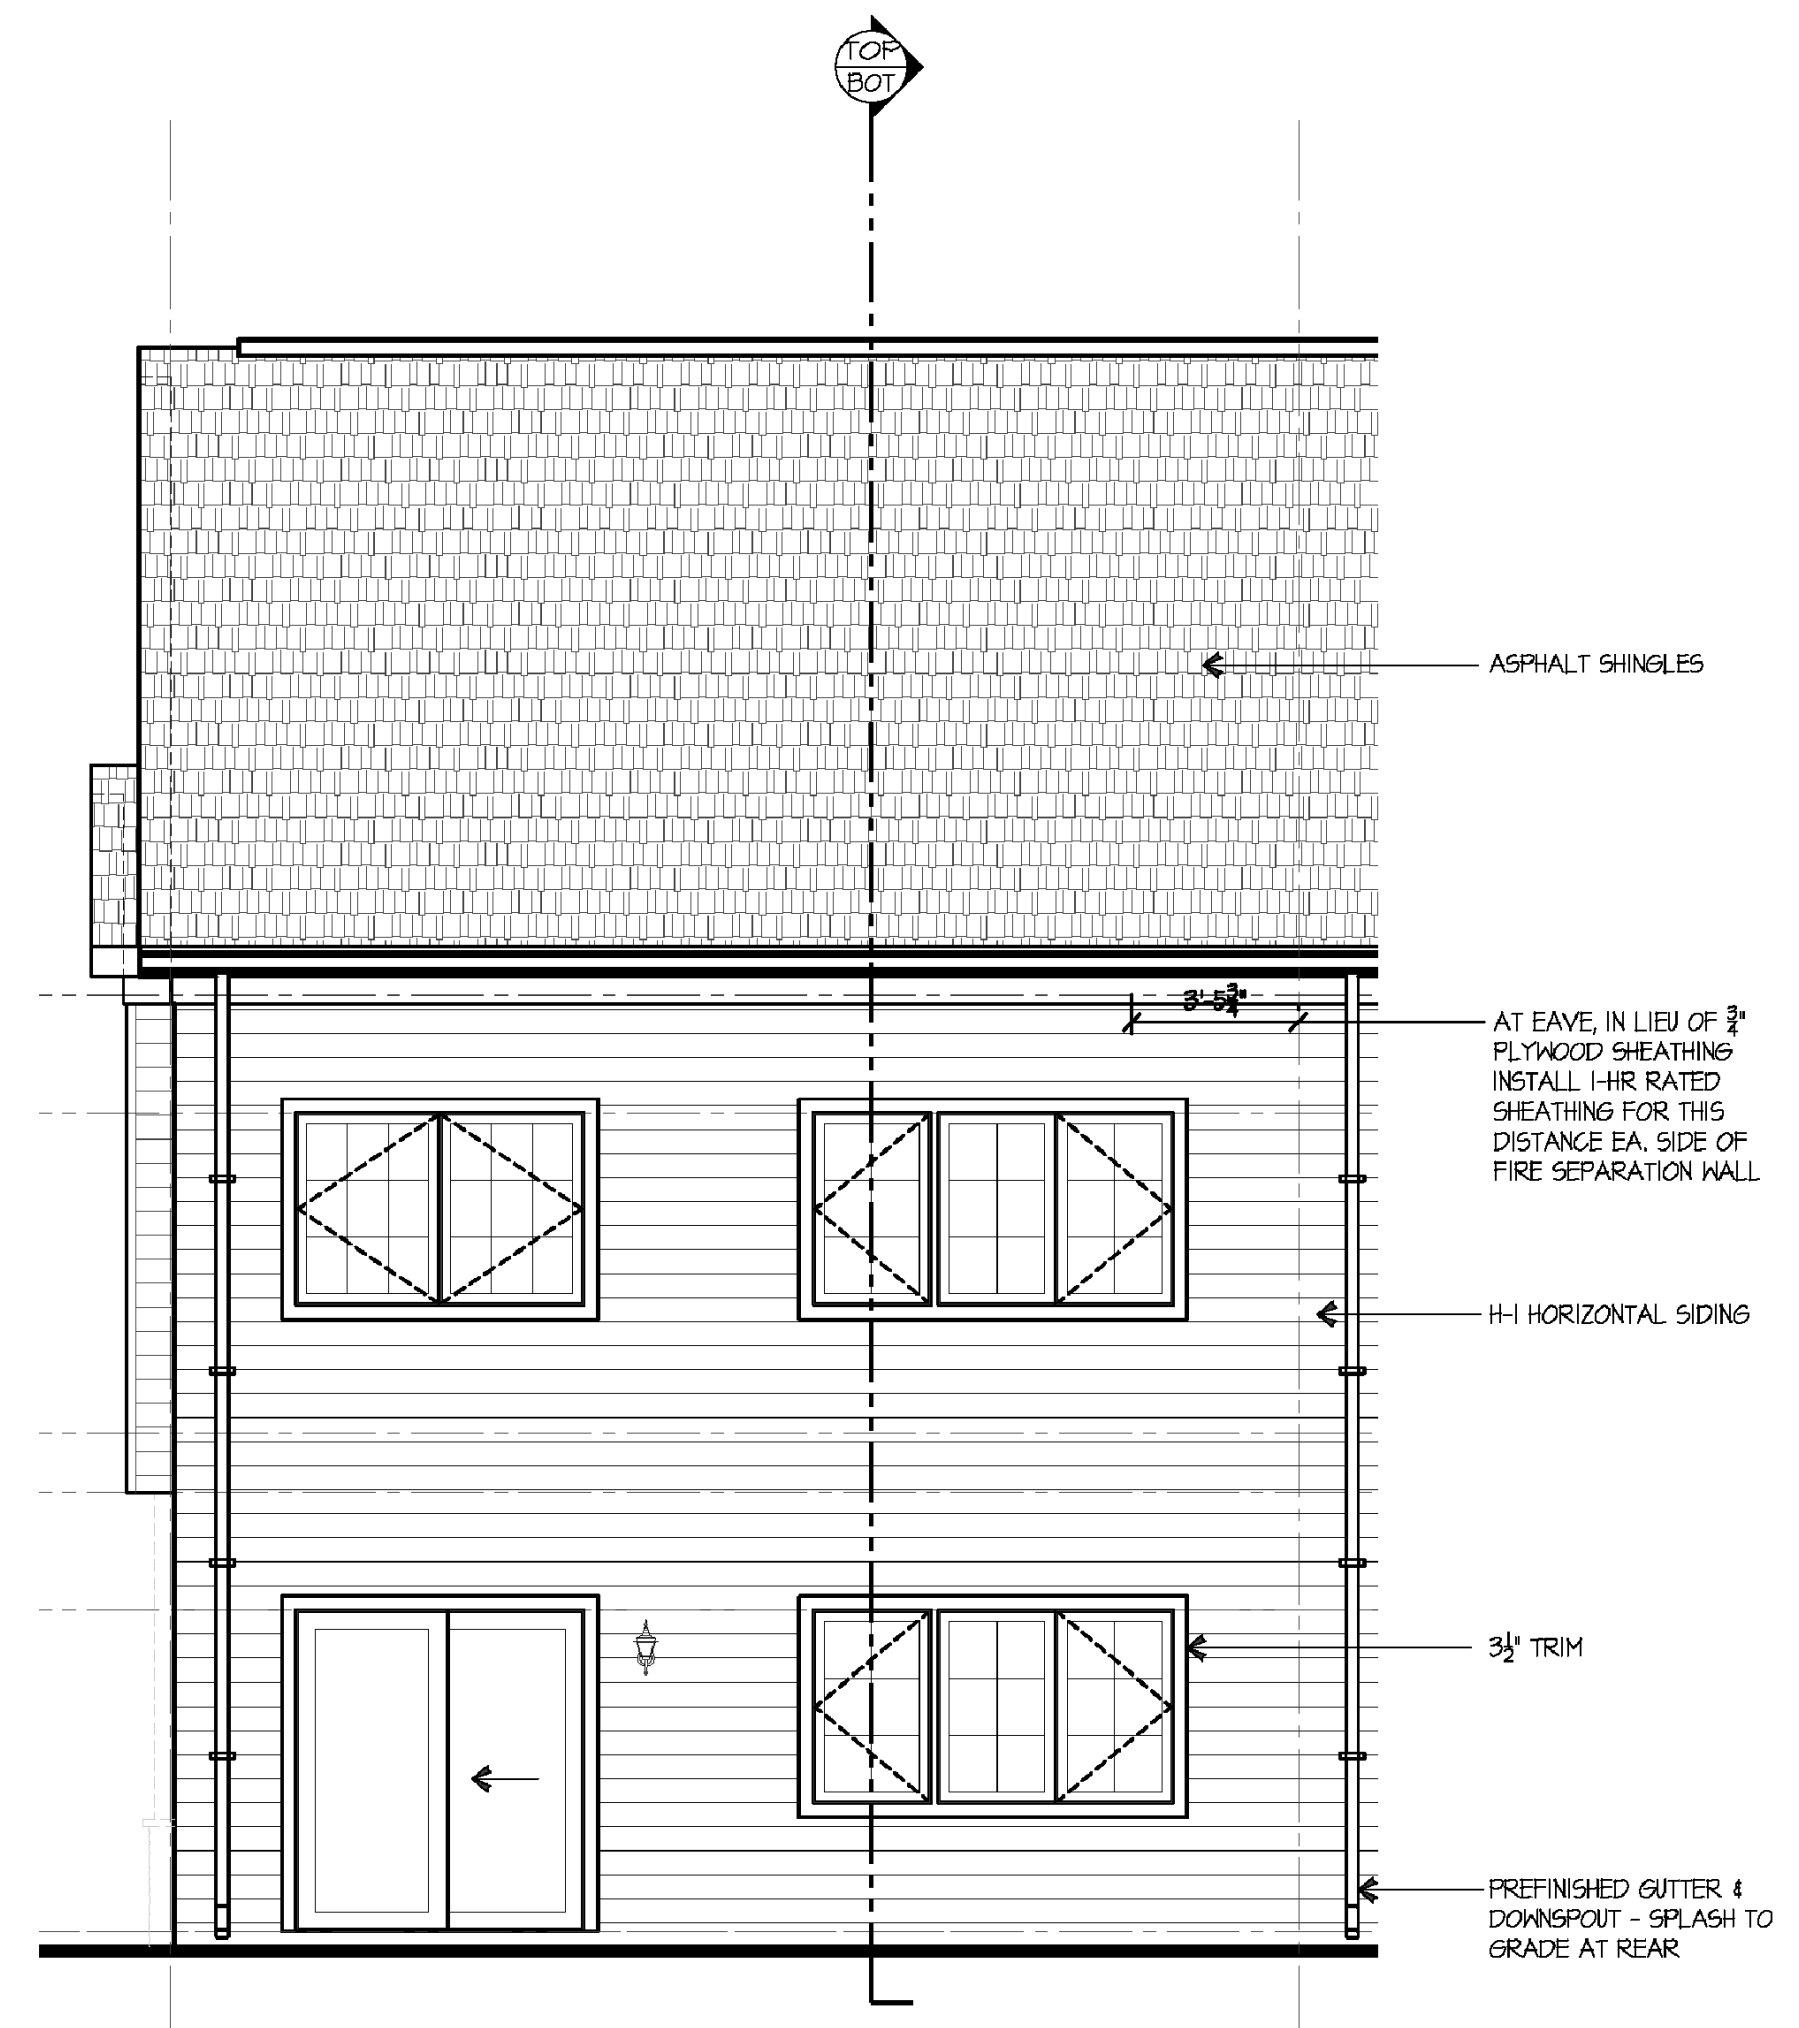 TOP
BOT
ASPHALT SHINGLES
3'-5¾"
AT EAVE, IN LIEU OF ¾"
PLYWOOD SHEATHING
INSTALL 1-HR RATED
SHEATHING FOR THIS
DISTANCE EA. SIDE OF
FIRE SEPARATION WALL
H-1 HORIZONTAL SIDING
3½" TRIM
PREFINISHED GUTTER &
DOWNSPOUT - SPLASH TO
GRADE AT REAR